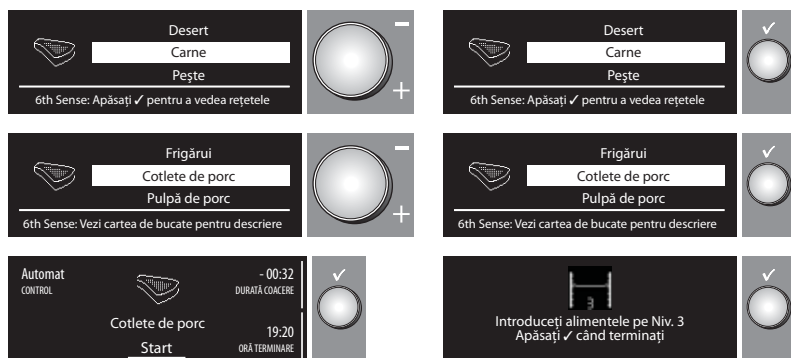 Desert
Carne
Peşte
6th Sense: Apăsați ✓ pentru a vedea rețetele
−
+
Desert
Carne
Peşte
6th Sense: Apăsați ✓ pentru a vedea rețetele
✓
Frigărui
Cotlete de porc
Pulpă de porc
6th Sense: Vezi cartea de bucate pentru descriere
−
+
Frigărui
Cotlete de porc
Pulpă de porc
6th Sense: Vezi cartea de bucate pentru descriere
✓
Automat
CONTROL
- 00:32
DURATĂ COACERE
Cotlete de porc
Start
19:20
ORĂ TERMINARE
✓
3
Introduceți alimentele pe Niv. 3
Apăsați ✓ când terminați
✓